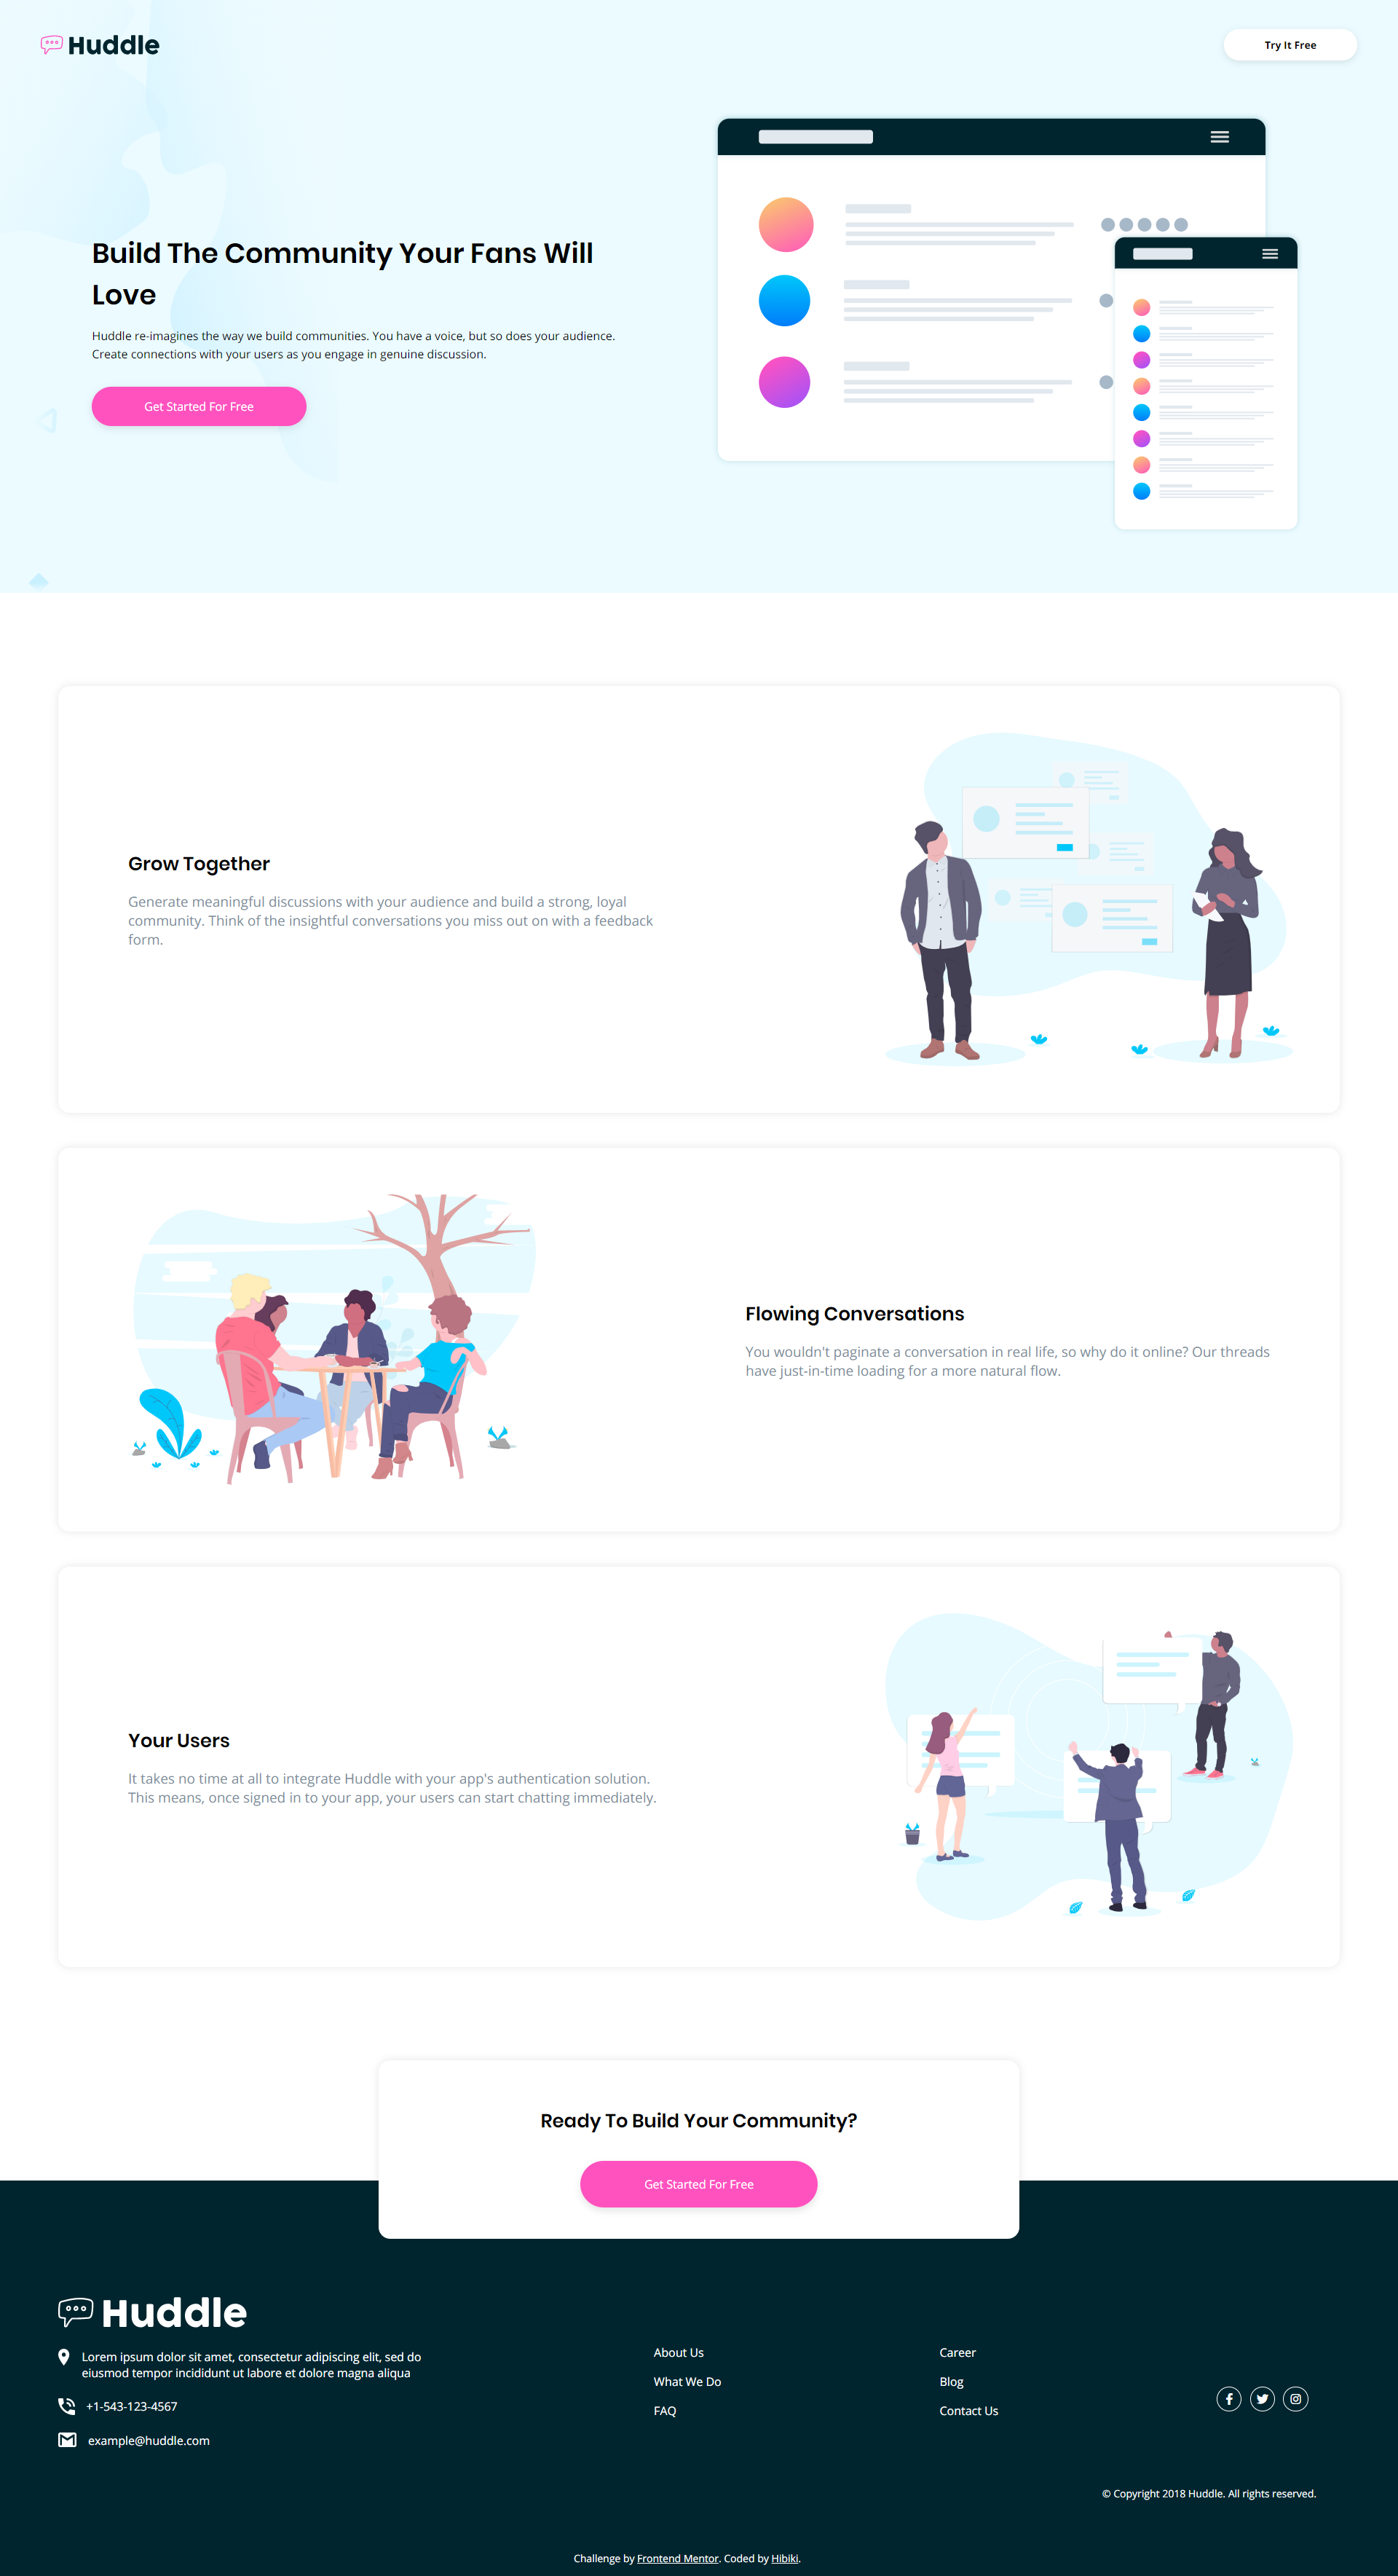 Huddle
Try It Free
Build The Community Your Fans Will
Love
Huddle re-imagines the way we build communities. You have a voice, but so does your audience.
Create connections with your users as you engage in genuine discussion.
Get Started For Free
Grow Together
Generate meaningful discussions with your audience and build a strong, loyal
community. Think of the insightful conversations you miss out on with a feedback
form.
Flowing Conversations
You wouldn't paginate a conversation in real life, so why do it online? Our threads
have just-in-time loading for a more natural flow.
Your Users
It takes no time at all to integrate Huddle with your app's authentication solution.
This means, once signed in to your app, your users can start chatting immediately.
Ready To Build Your Community?
Get Started For Free
Huddle
Lorem ipsum dolor sit amet, consectetur adipiscing elit, sed do
eiusmod tempor incididunt ut labore et dolore magna aliqua
+1-543-123-4567
example@huddle.com
About Us
What We Do
FAQ
Career
Blog
Contact Us
© Copyright 2018 Huddle. All rights reserved.
Challenge by Frontend Mentor. Coded by Hibiki.